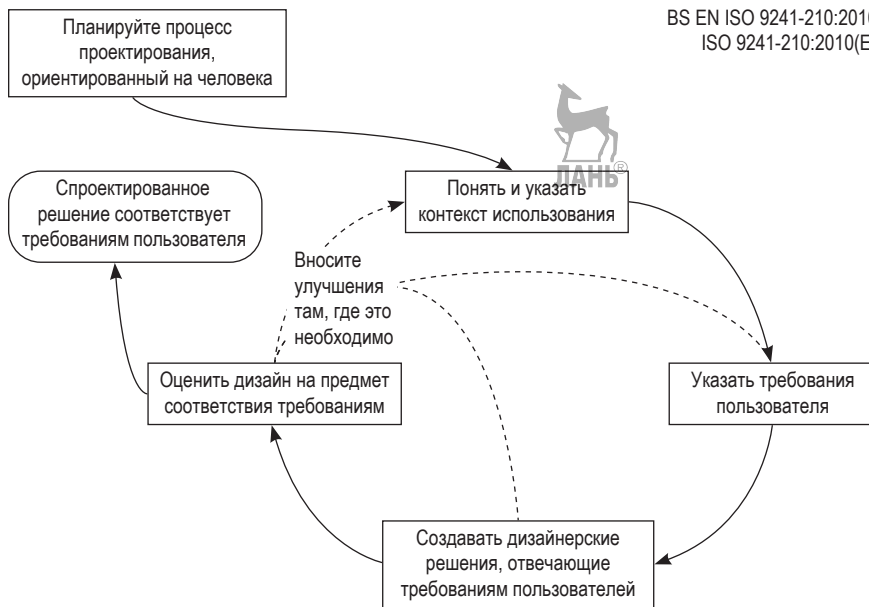 Планируйте процесс
проектирования,
ориентированный на человека
BS EN ISO 9241-210:2010
ISO 9241-210:2010(E
ЛАНЬ®
Понять и указать
контекст использования
Спроектированное
решение соответствует
требованиям пользователя
Вносите
улучшения
там, где это
необходимо
Оценить дизайн на предмет
соответствия требованиям
Указать требования
пользователя
Создавать дизайнерские
решения, отвечающие
требованиям пользователей